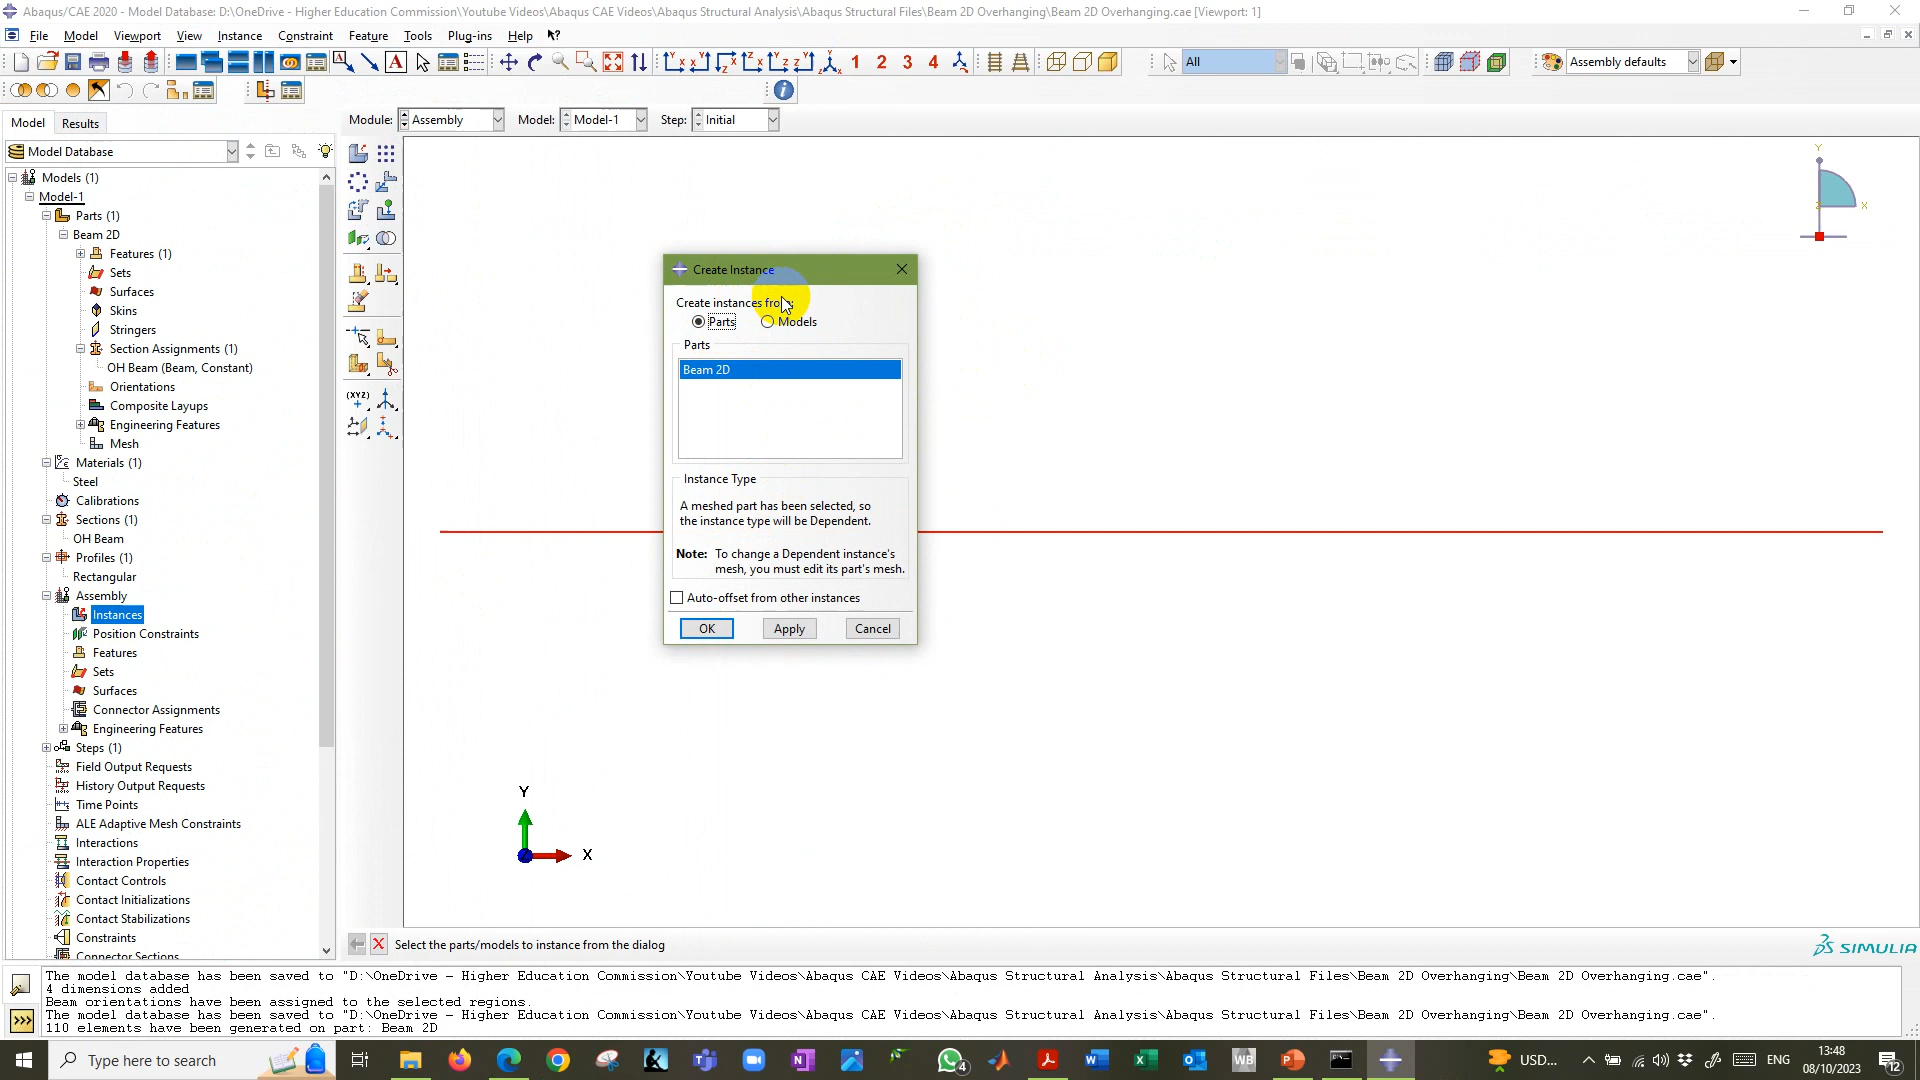 Abaqus/CAE 2020 - Model Database: D:\OneDrive - Higher Education Commission\Youtube Videos\Abaqus CAE Videos\Abaqus Structural Analysis\Abaqus Structural Files\Beam 2D Overhanging\Beam 2D Overhanging.cae [Viewport: 1]
File Model Viewport View Instance Constraint Feature Tools Plug-ins Help
1 2 3 4 All Assembly defaults
Model Results Module: Assembly Model: Model-1 Step: Initial
Model Database
Models (1)
Model-1
Parts (1)
Beam 2D
Features (1)
Sets
Surfaces
Skins
Stringers
Section Assignments (1)
OH Beam (Beam, Constant)
Orientations
Composite Layups
Engineering Features
Mesh
Materials (1)
Steel
Calibrations
Sections (1)
OH Beam
Profiles (1)
Rectangular
Assembly
Instances
Position Constraints
Features
Sets
Surfaces
Connector Assignments
Engineering Features
Steps (1)
Field Output Requests
History Output Requests
Time Points
ALE Adaptive Mesh Constraints
Interactions
Interaction Properties
Contact Controls
Contact Initializations
Contact Stabilizations
Constraints
Connector Sections
(XYZ)
Create Instance
Create instances from:
Parts Models
Parts
Beam 2D
Instance Type
A meshed part has been selected, so
the instance type will be Dependent.
Note: To change a Dependent instance's
mesh, you must edit its part's mesh.
Auto-offset from other instances
OK Apply Cancel
Y
X
Z
Y
X
Select the parts/models to instance from the dialog
SIMULIA
The model database has been saved to "D:\OneDrive - Higher Education Commission\Youtube Videos\Abaqus CAE Videos\Abaqus Structural Analysis\Abaqus Structural Files\Beam 2D Overhanging\Beam 2D Overhanging.cae".
4 dimensions added
Beam orientations have been assigned to the selected regions.
The model database has been saved to "D:\OneDrive - Higher Education Commission\Youtube Videos\Abaqus CAE Videos\Abaqus Structural Analysis\Abaqus Structural Files\Beam 2D Overhanging\Beam 2D Overhanging.cae".
110 elements have been generated on part: Beam 2D
Type here to search
4
WB
USD...
ENG
13:48
08/10/2023
12